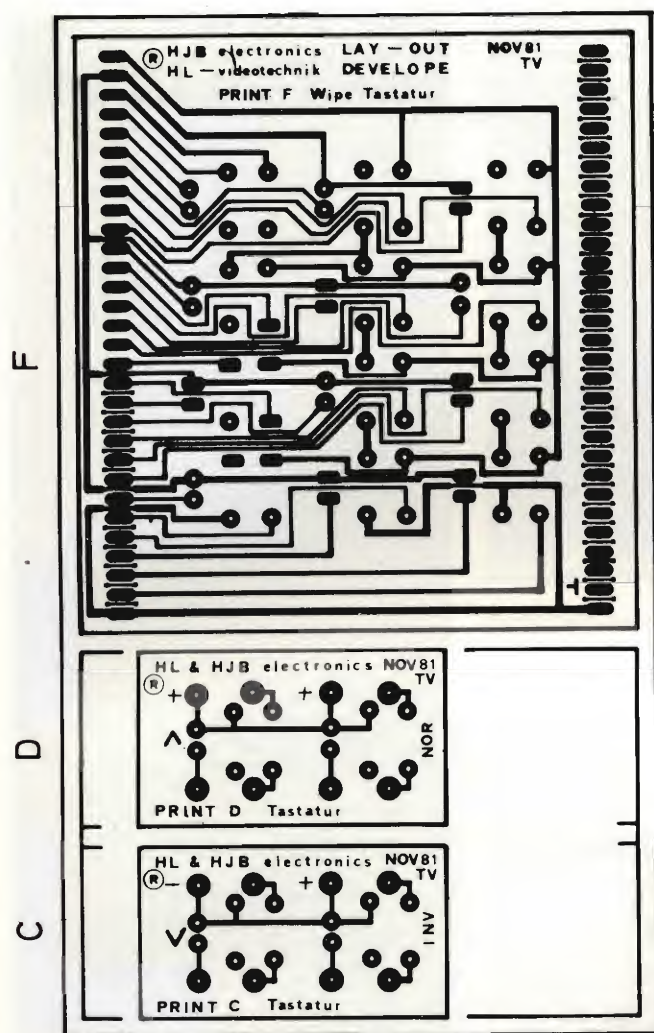 ® HJB electronics LAY-OUT NOV81
HL-videotechnik DEVELOPE TV
PRINT F Wipe Tastatur
F
T
HL & HJB electronics NOV81
® TV
+ +
D
< NOR
PRINT D Tastatur
HL & HJB electronics NOV81
® TV
- +
C
> INV
PRINT C Tastatur